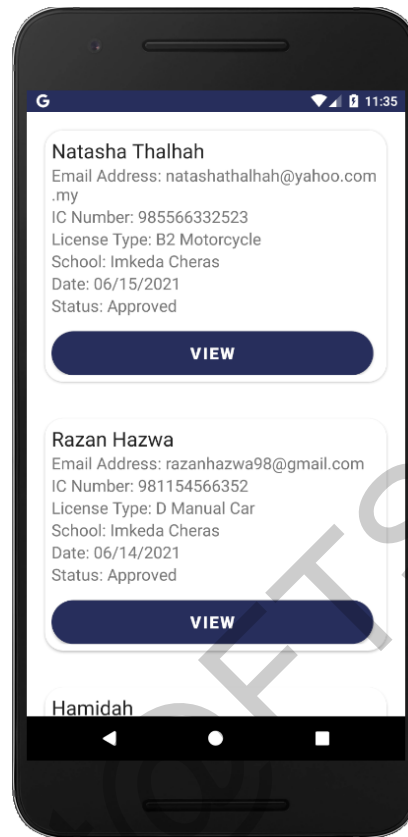 G 11:35
Natasha Thalhah
Email Address: natashathalhah@yahoo.com
.my
IC Number: 985566332523
License Type: B2 Motorcycle
School: Imkeda Cheras
Date: 06/15/2021
Status: Approved
VIEW
Razan Hazwa
Email Address: razanhazwa98@gmail.com
IC Number: 981154566352
License Type: D Manual Car
School: Imkeda Cheras
Date: 06/14/2021
Status: Approved
VIEW
Hamidah
@FTS